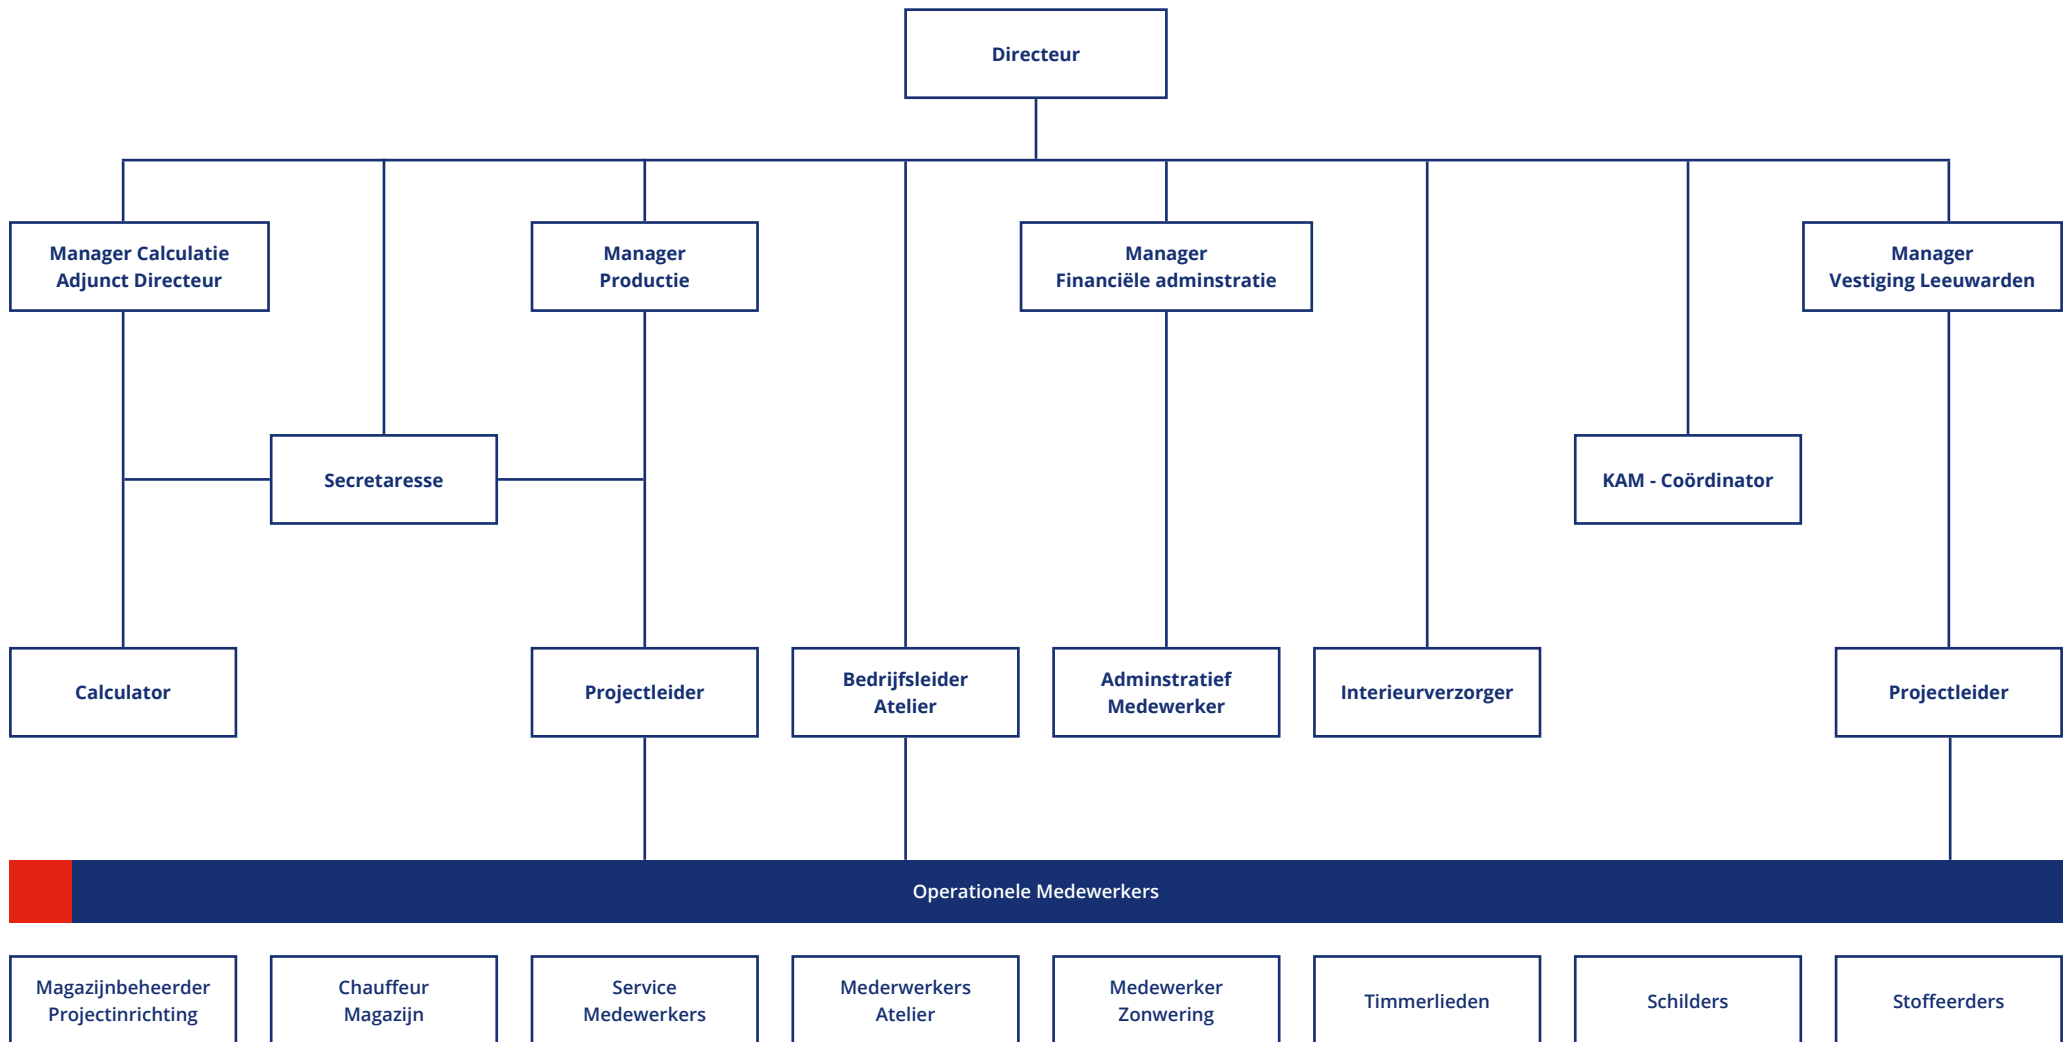 Directeur
Manager Calculatie
Adjunct Directeur
Manager
Productie
Manager
Financiële adminstratie
Manager
Vestiging Leeuwarden
Secretaresse
KAM - Coördinator
Calculator
Projectleider
Bedrijfsleider
Atelier
Adminstratief
Medewerker
Interieurverzorger
Projectleider
Operationele Medewerkers
Magazijnbeheerder
Projectinrichting
Chauffeur
Magazijn
Service
Medewerkers
Mederwerkers
Atelier
Medewerker
Zonwering
Timmerlieden
Schilders
Stoffeerders